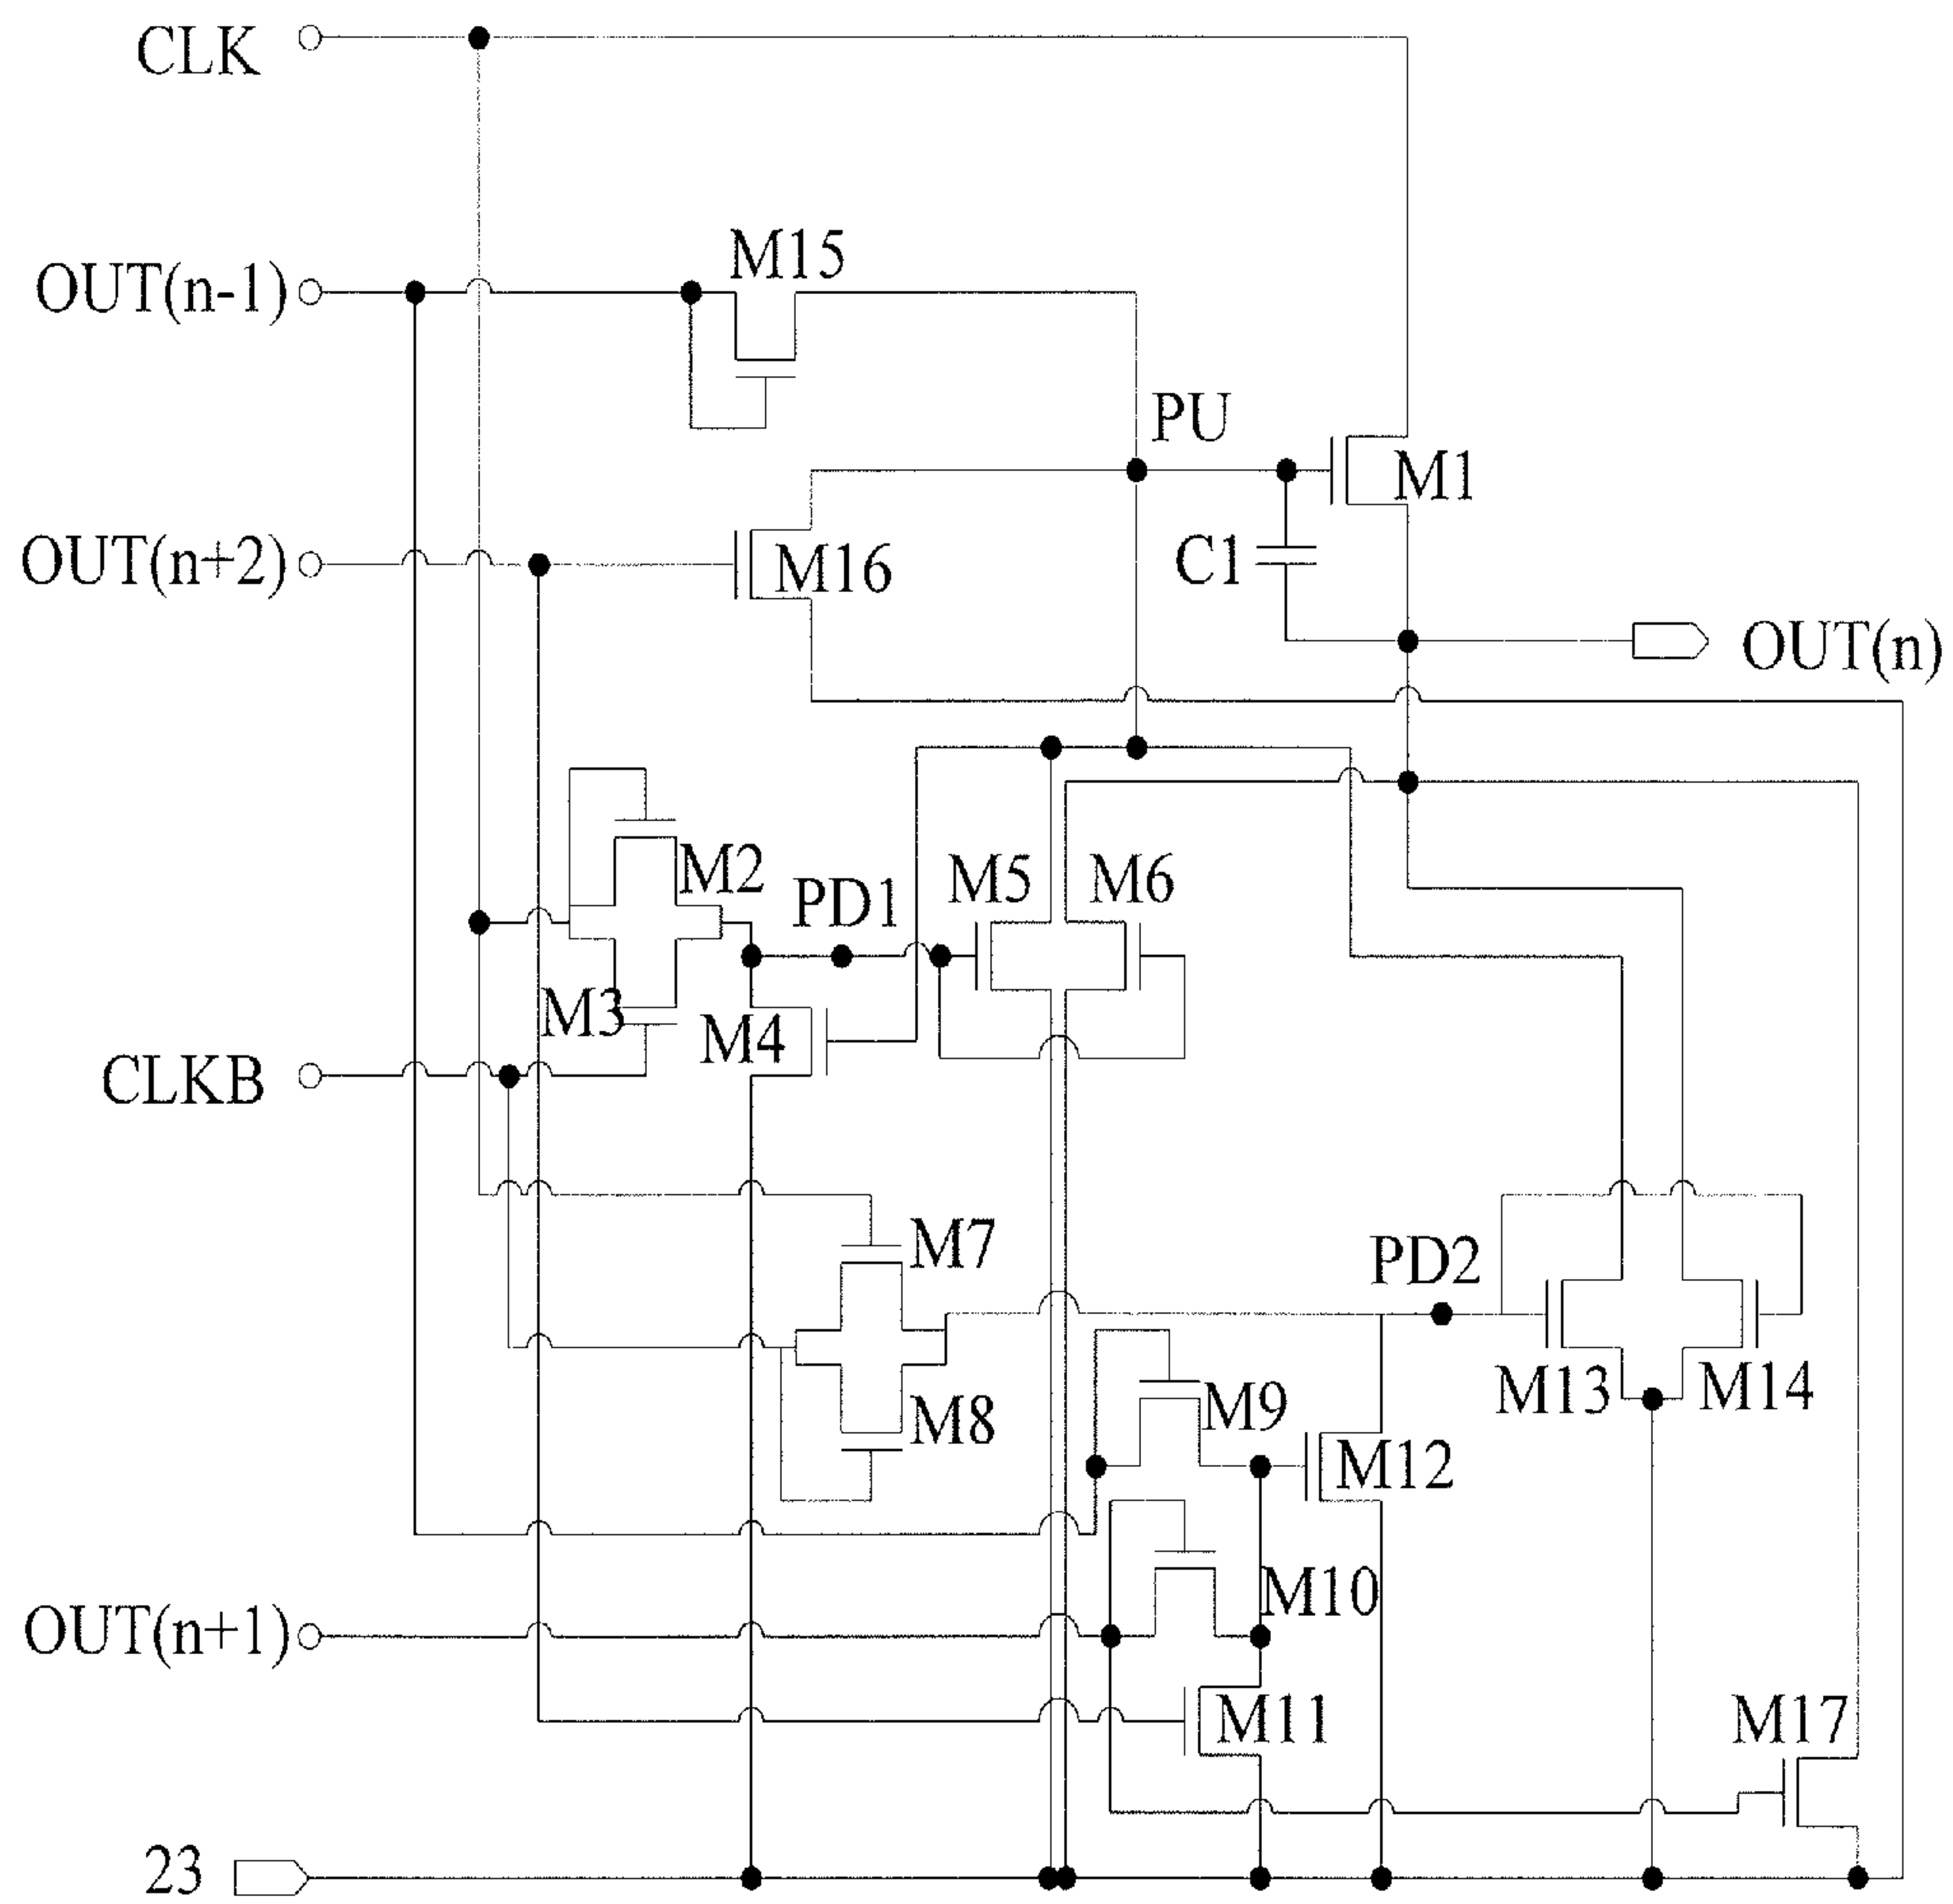 CLK
M15
OUT(n-1)
PU
M1
OUT(n+2)
M16
C1
OUT(n)
M2
PD1
M5
M6
M3
M4
CLKB
M7
PD2
M13
M14
M9
M8
M12
M10
OUT(n+1)
M11
M17
23